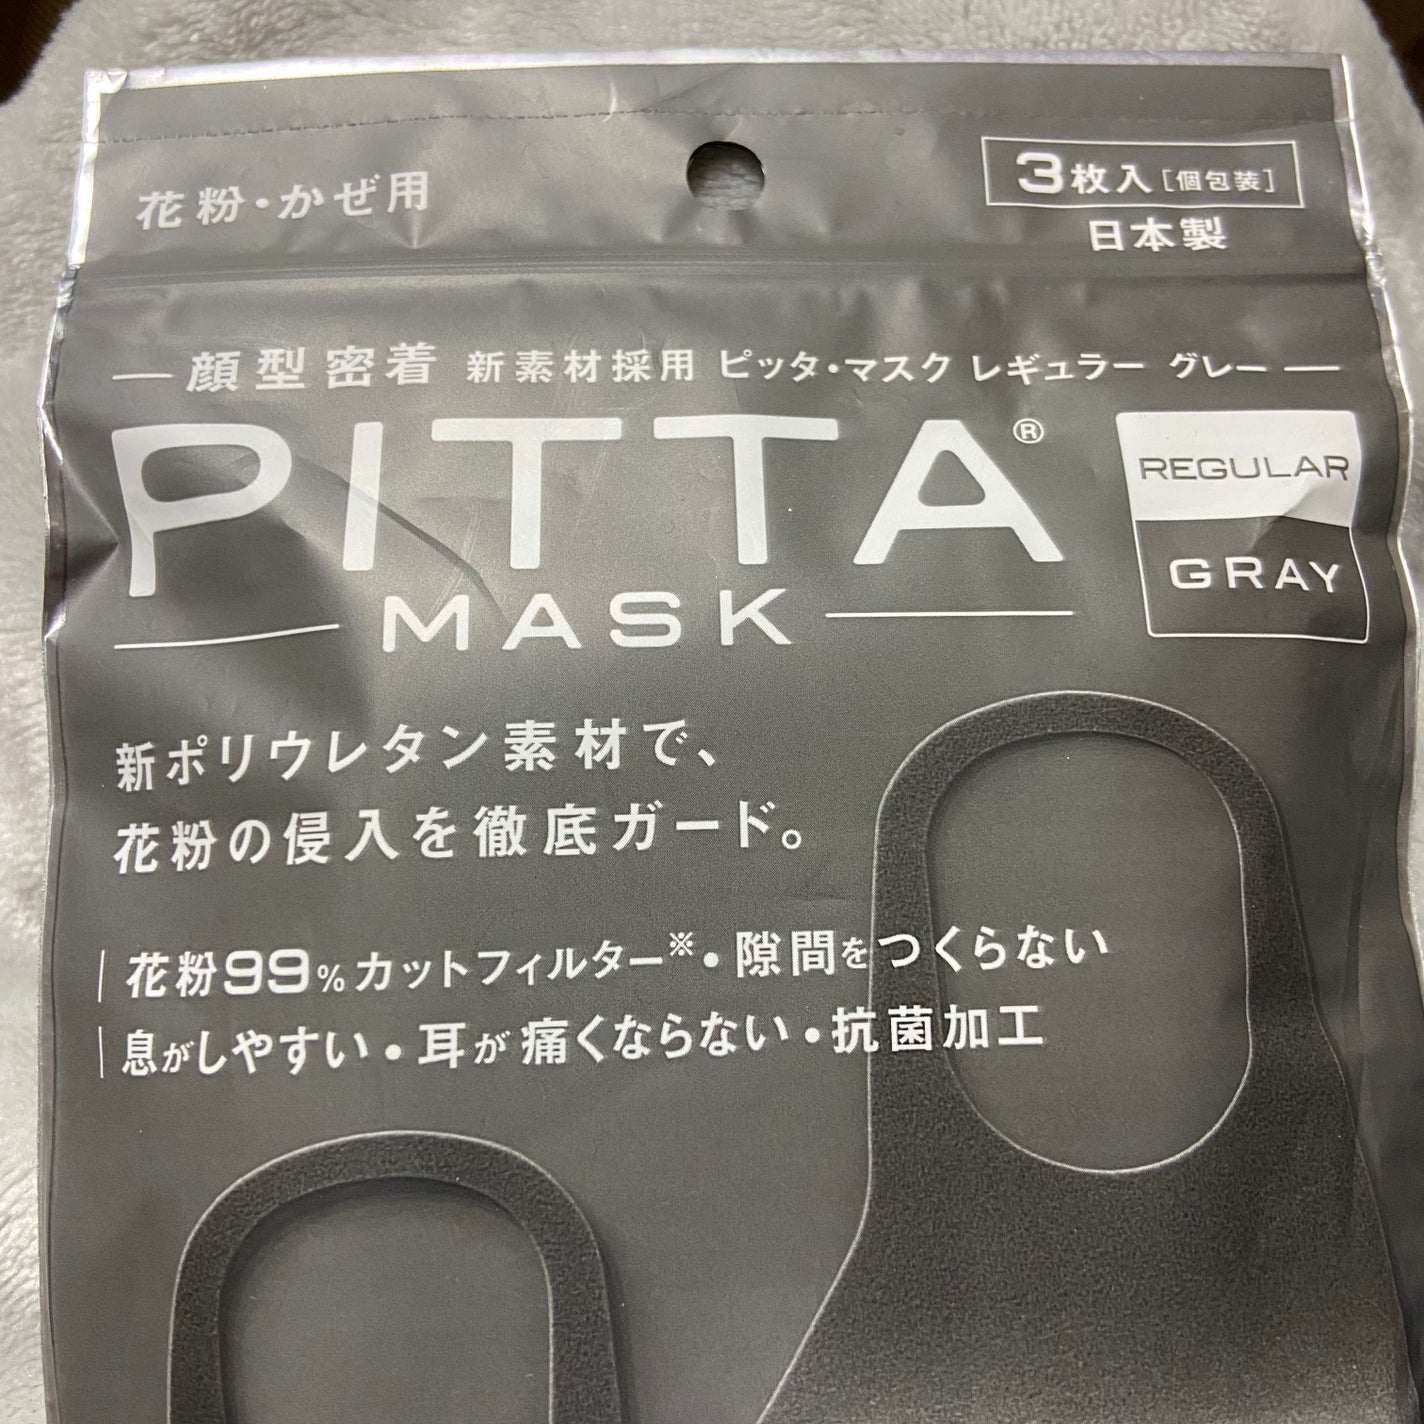 花粉・かぜ用
3枚入[個包装]
日本製
顔型密着 新素材採用 ピッタ・マスク レギュラー グレー
PITTA®
MASK
REGULAR
GRAY
新ポリウレタン素材で、
花粉の侵入を徹底ガード。
花粉99%カットフィルター※・隙間をつくらない
息がしやすい・耳が痛くならない・抗菌加工